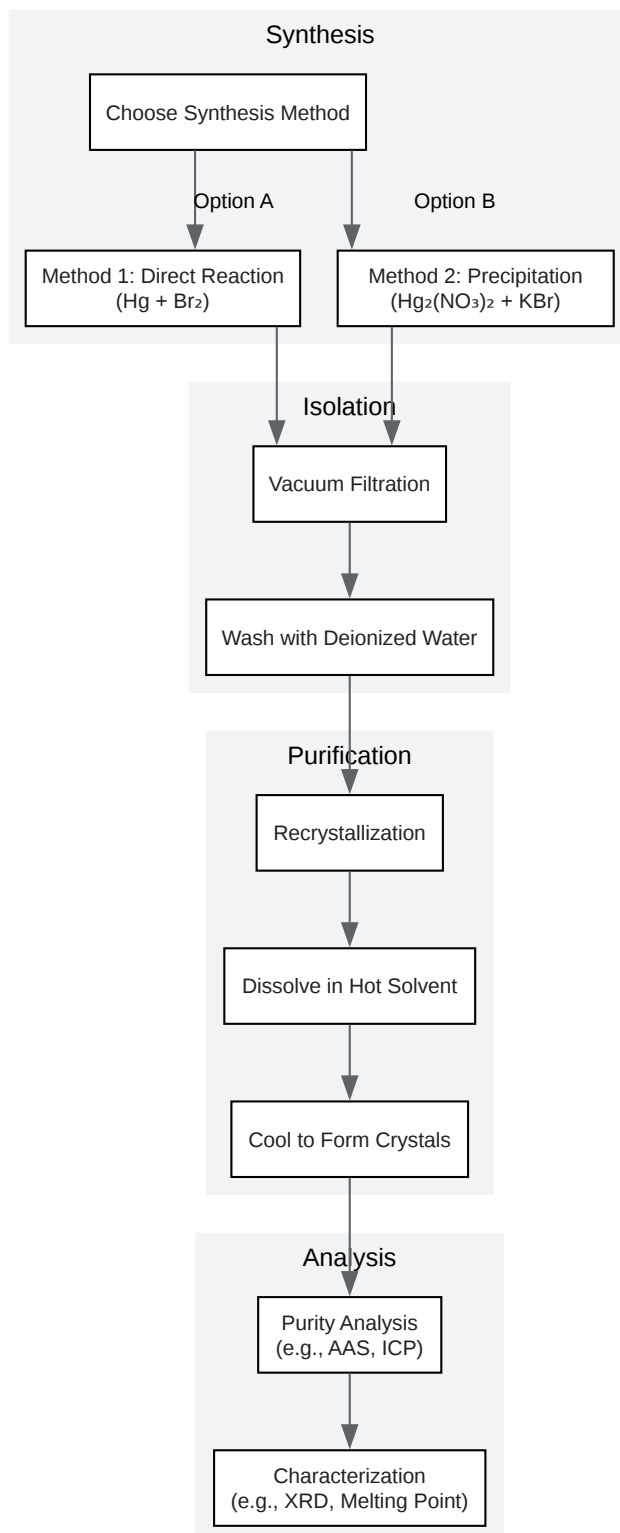 Synthesis
Choose Synthesis Method
Option A
Option B
Method 1: Direct Reaction
(Hg + Br₂)
Method 2: Precipitation
(Hg₂(NO₃)₂ + KBr)
Isolation
Vacuum Filtration
Wash with Deionized Water
Purification
Recrystallization
Dissolve in Hot Solvent
Cool to Form Crystals
Analysis
Purity Analysis
(e.g., AAS, ICP)
Characterization
(e.g., XRD, Melting Point)